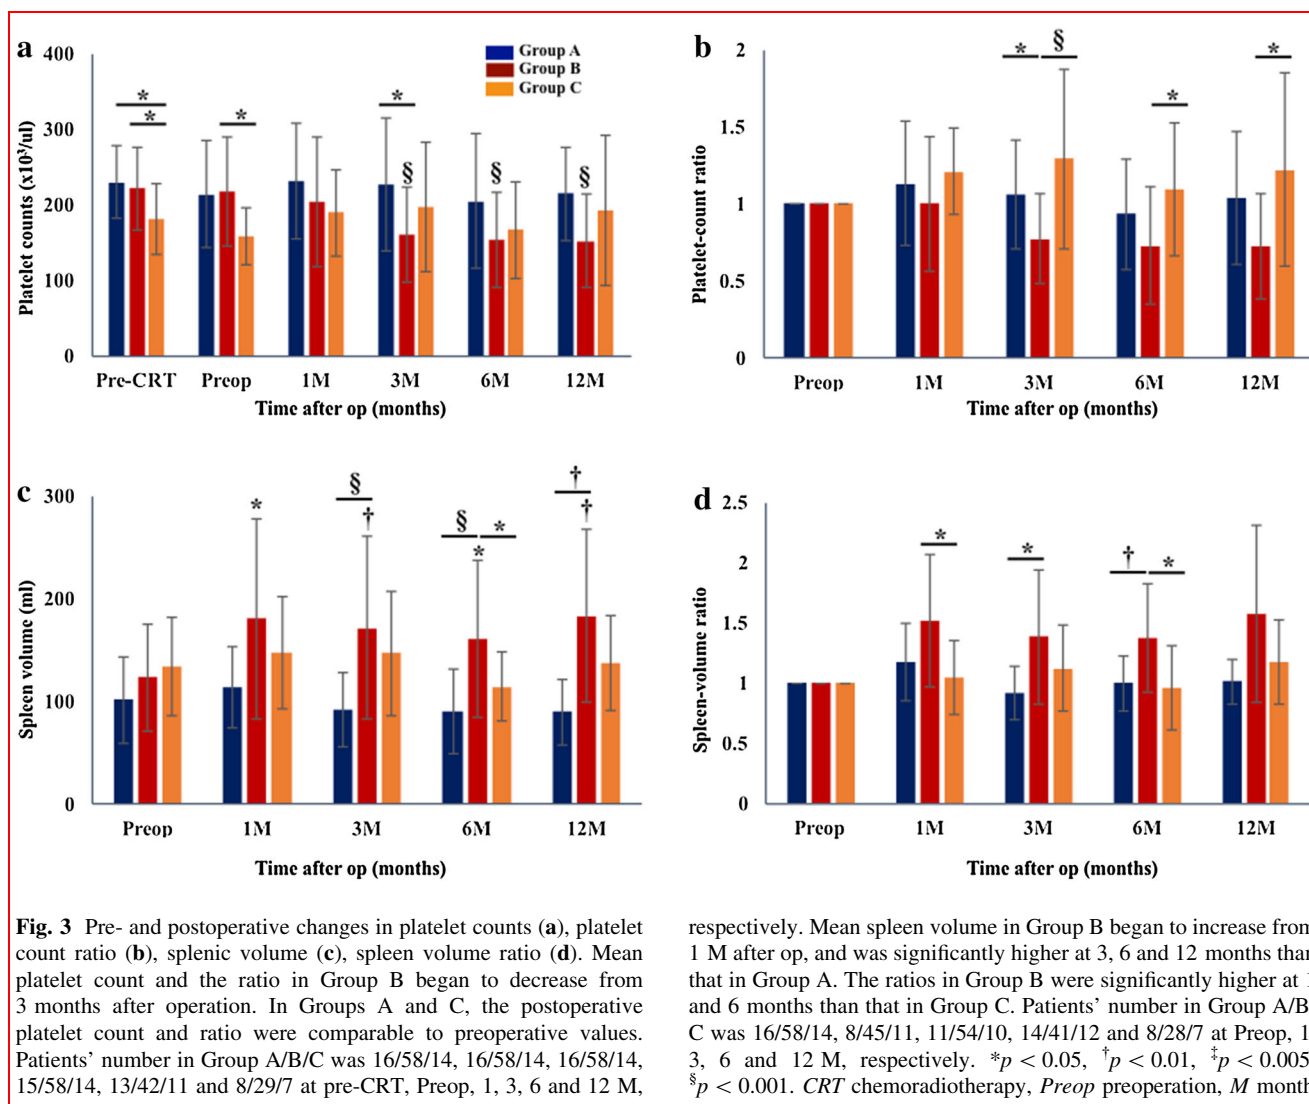 a
400
300
200
100
0
Platelet counts (x10³/ul)
Group A
Group B
Group C
*
*
*
*
§
§
§
Pre-CRT Preop 1M 3M 6M 12M
Time after op (months)
b
2
1.5
1
0.5
0
Platelet-count ratio
* §
*
*
Preop 1M 3M 6M 12M
Time after op (months)
c
300
200
100
0
Spleen volume (ml)
*
§
†
§ *
*
†
†
Preop 1M 3M 6M 12M
Time after op (months)
d
2.5
2
1.5
1
0.5
0
Spleen-volume ratio
*
*
† *
Preop 1M 3M 6M 12M
Time after op (months)
Fig. 3 Pre- and postoperative changes in platelet counts (a), platelet
count ratio (b), splenic volume (c), spleen volume ratio (d). Mean
platelet count and the ratio in Group B began to decrease from
3 months after operation. In Groups A and C, the postoperative
platelet count and ratio were comparable to preoperative values.
Patients' number in Group A/B/C was 16/58/14, 16/58/14, 16/58/14,
15/58/14, 13/42/11 and 8/29/7 at pre-CRT, Preop, 1, 3, 6 and 12 M,
respectively. Mean spleen volume in Group B began to increase from
1 M after op, and was significantly higher at 3, 6 and 12 months than
that in Group A. The ratios in Group B were significantly higher at 1
and 6 months than that in Group C. Patients' number in Group A/B/
C was 16/58/14, 8/45/11, 11/54/10, 14/41/12 and 8/28/7 at Preop, 1,
3, 6 and 12 M, respectively. *p < 0.05, †p < 0.01, ‡p < 0.005,
§p < 0.001. CRT chemoradiotherapy, Preop preoperation, M month